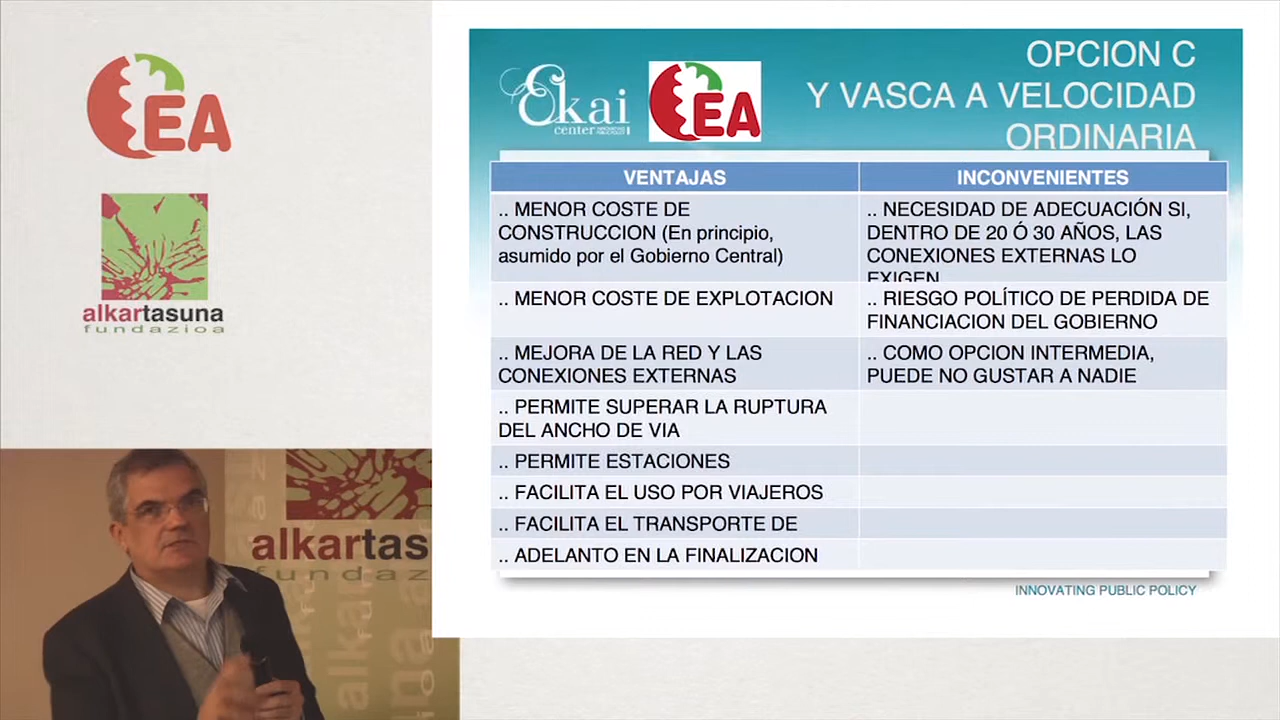 EA
alkartasuna
fundazioa
Ekai
center
EA
OPCION C
Y VASCA A VELOCIDAD
ORDINARIA
VENTAJAS
INCONVENIENTES
.. MENOR COSTE DE
CONSTRUCCION (En principio,
asumido por el Gobierno Central)
.. NECESIDAD DE ADECUACIÓN SI,
DENTRO DE 20 Ó 30 AÑOS, LAS
CONEXIONES EXTERNAS LO
EXIGEN
.. MENOR COSTE DE EXPLOTACION
.. RIESGO POLÍTICO DE PERDIDA DE
FINANCIACION DEL GOBIERNO
.. MEJORA DE LA RED Y LAS
CONEXIONES EXTERNAS
.. COMO OPCION INTERMEDIA,
PUEDE NO GUSTAR A NADIE
.. PERMITE SUPERAR LA RUPTURA
DEL ANCHO DE VIA
.. PERMITE ESTACIONES
.. FACILITA EL USO POR VIAJEROS
.. FACILITA EL TRANSPORTE DE
.. ADELANTO EN LA FINALIZACION
INNOVATING PUBLIC POLICY
alkartas
fundaz